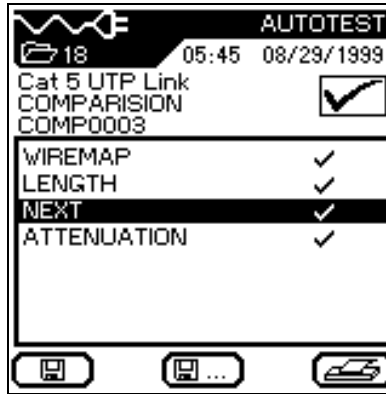 AUTOTEST
18 05:45 08/29/1999
Cat 5 UTP Link
COMPARISION
COMP0003
WIREMAP
LENGTH
NEXT
ATTENUATION
...